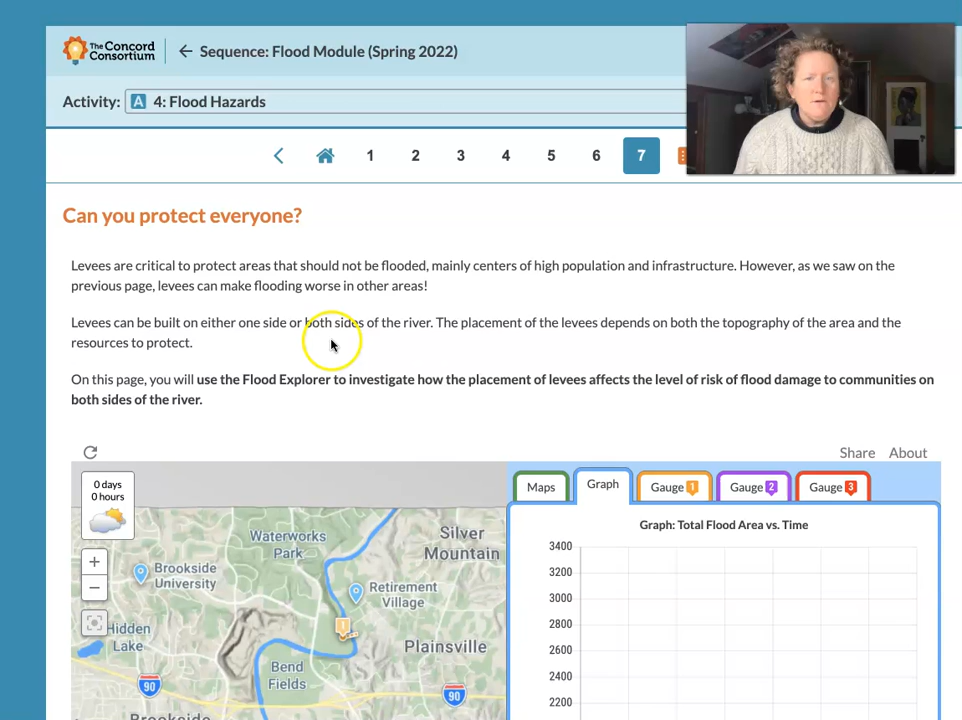 The Concord
Consortium
← Sequence: Flood Module (Spring 2022)
Activity: A 4: Flood Hazards
1 2 3 4 5 6 7
Can you protect everyone?
Levees are critical to protect areas that should not be flooded, mainly centers of high population and infrastructure. However, as we saw on the
previous page, levees can make flooding worse in other areas!
Levees can be built on either one side or both sides of the river. The placement of the levees depends on both the topography of the area and the
resources to protect.
On this page, you will use the Flood Explorer to investigate how the placement of levees affects the level of risk of flood damage to communities on
both sides of the river.
Share About
0 days
0 hours
Maps Graph Gauge 1 Gauge 2 Gauge 3
Graph: Total Flood Area vs. Time
3400
3200
3000
2800
2600
2400
2200
+
−
Waterworks
Park
Silver
Mountain
Brookside
University
Retirement
Village
1
Hidden
Lake
Plainsville
Bend
Fields
90
90
Brookside